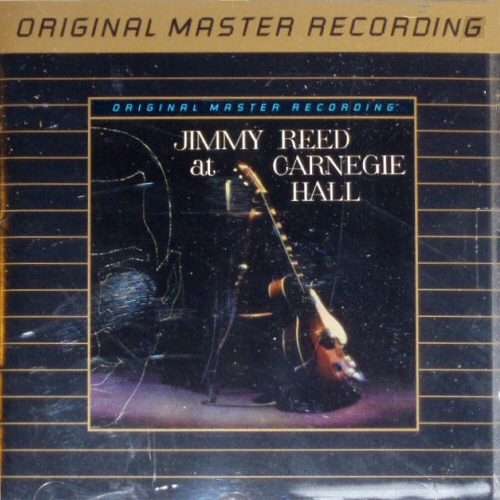 ORIGINAL MASTER RECORDING
ORIGINAL MASTER RECORDING™
JIMMY REED
at CARNEGIE
HALL